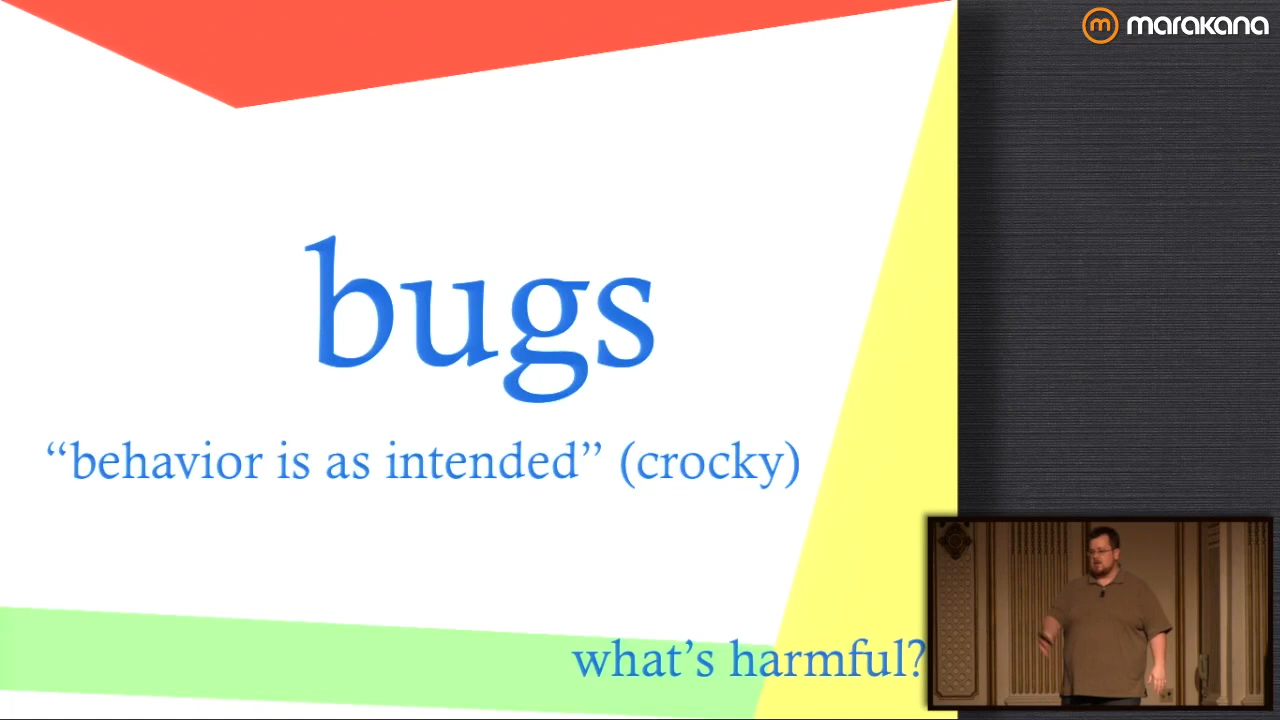 marakana
bugs
“behavior is as intended” (crocky)
what’s harmful?